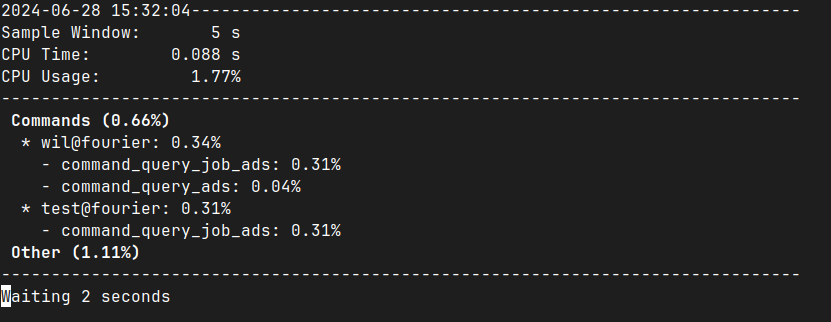 2024-06-28 15:32:04-------------------------------------------------------------
Sample Window:       5 s
CPU Time:        0.088 s
CPU Usage:         1.77%
--------------------------------------------------------------------------------
 Commands (0.66%)
  * wil@fourier: 0.34%
    - command_query_job_ads: 0.31%
    - command_query_ads: 0.04%
  * test@fourier: 0.31%
    - command_query_job_ads: 0.31%
 Other (1.11%)
--------------------------------------------------------------------------------
Waiting 2 seconds